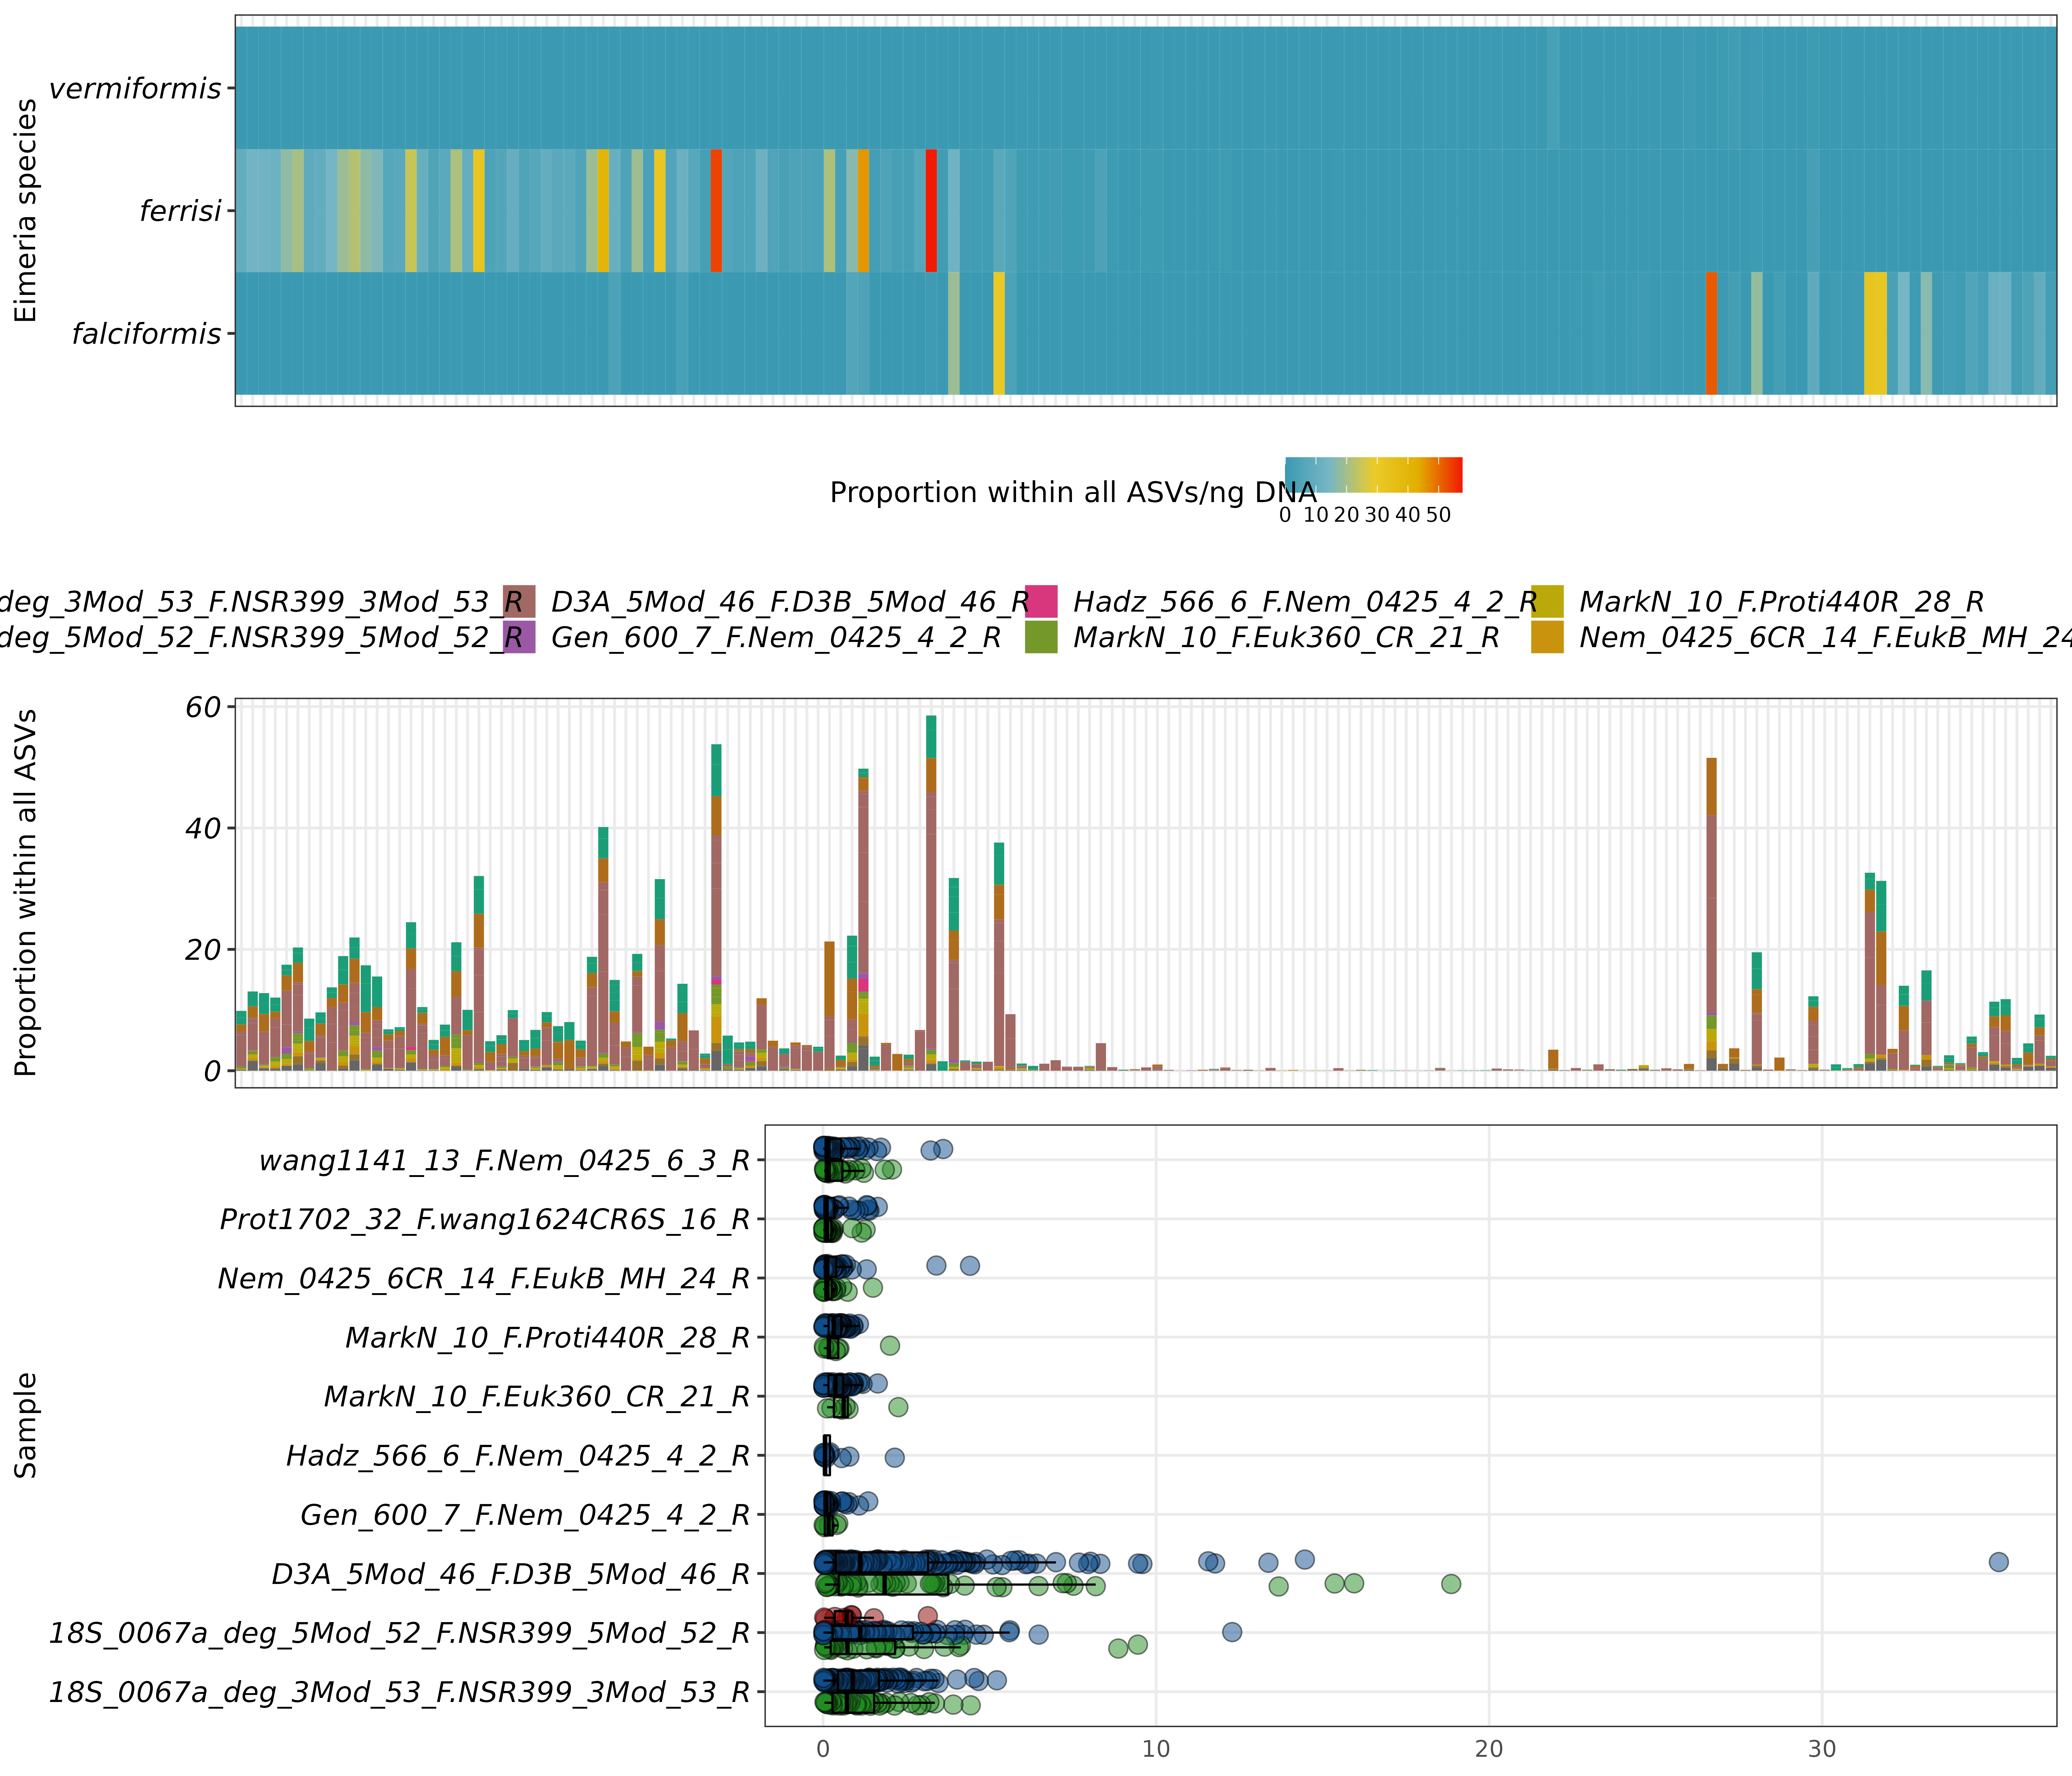 Eimeria species
vermiformis
ferrisi
falciformis
Proportion within all ASVs/ng DNA
0 10 20 30 40 50
deg_3Mod_53_F.NSR399_3Mod_53_R D3A_5Mod_46_F.D3B_5Mod_46_R Hadz_566_6_F.Nem_0425_4_2_R MarkN_10_F.Proti440R_28_R
deg_5Mod_52_F.NSR399_5Mod_52_R Gen_600_7_F.Nem_0425_4_2_R MarkN_10_F.Euk360_CR_21_R Nem_0425_6CR_14_F.EukB_MH_24
Proportion within all ASVs
60
40
20
0
Sample
wang1141_13_F.Nem_0425_6_3_R
Prot1702_32_F.wang1624CR6S_16_R
Nem_0425_6CR_14_F.EukB_MH_24_R
MarkN_10_F.Proti440R_28_R
MarkN_10_F.Euk360_CR_21_R
Hadz_566_6_F.Nem_0425_4_2_R
Gen_600_7_F.Nem_0425_4_2_R
D3A_5Mod_46_F.D3B_5Mod_46_R
18S_0067a_deg_5Mod_52_F.NSR399_5Mod_52_R
18S_0067a_deg_3Mod_53_F.NSR399_3Mod_53_R
0 10 20 30